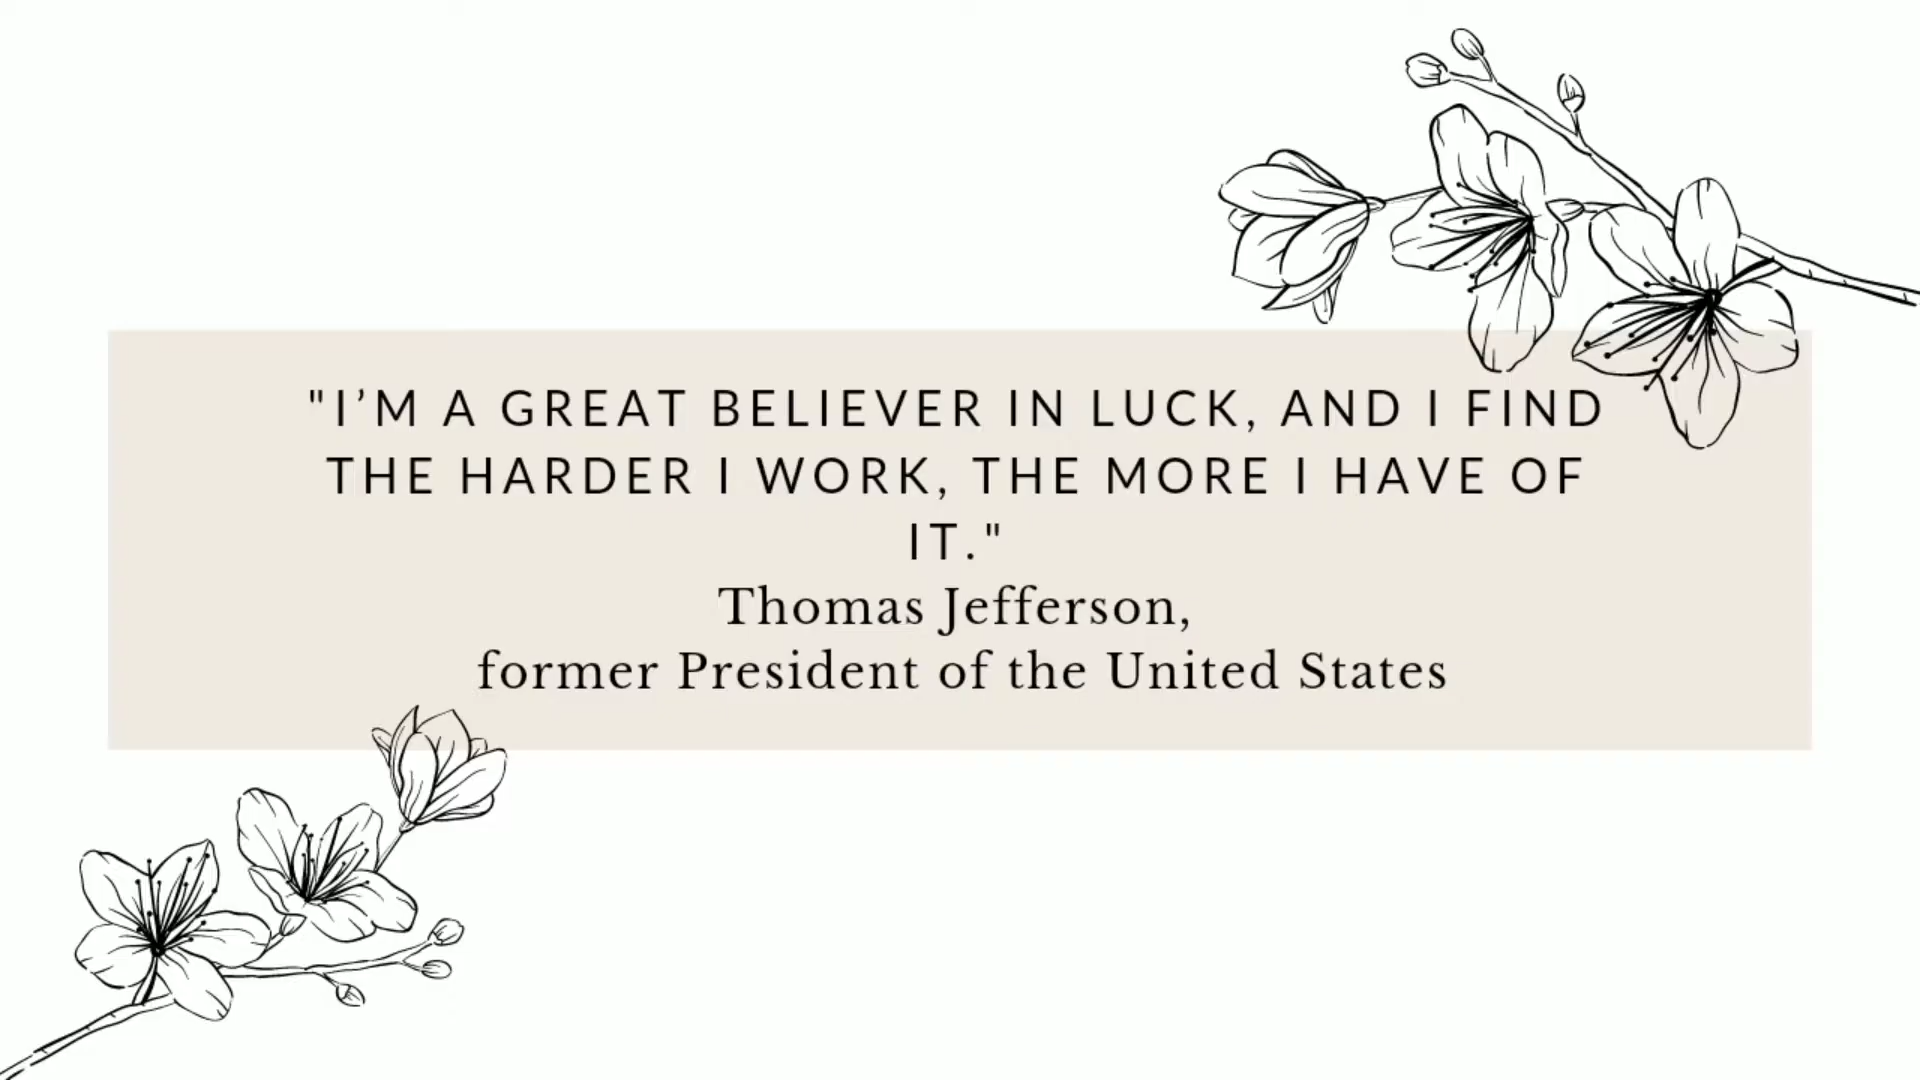 "I’M A GREAT BELIEVER IN LUCK, AND I FIND
THE HARDER I WORK, THE MORE I HAVE OF
IT."
Thomas Jefferson,
former President of the United States